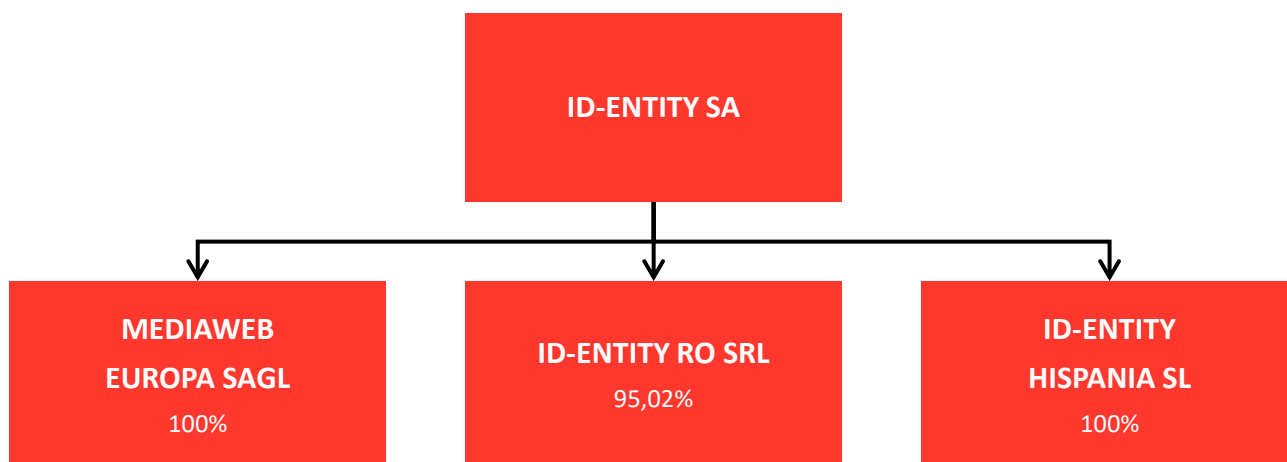 ID-ENTITY SA
MEDIAWEB
EUROPA SAGL
100%
ID-ENTITY RO SRL
95,02%
ID-ENTITY
HISPANIA SL
100%